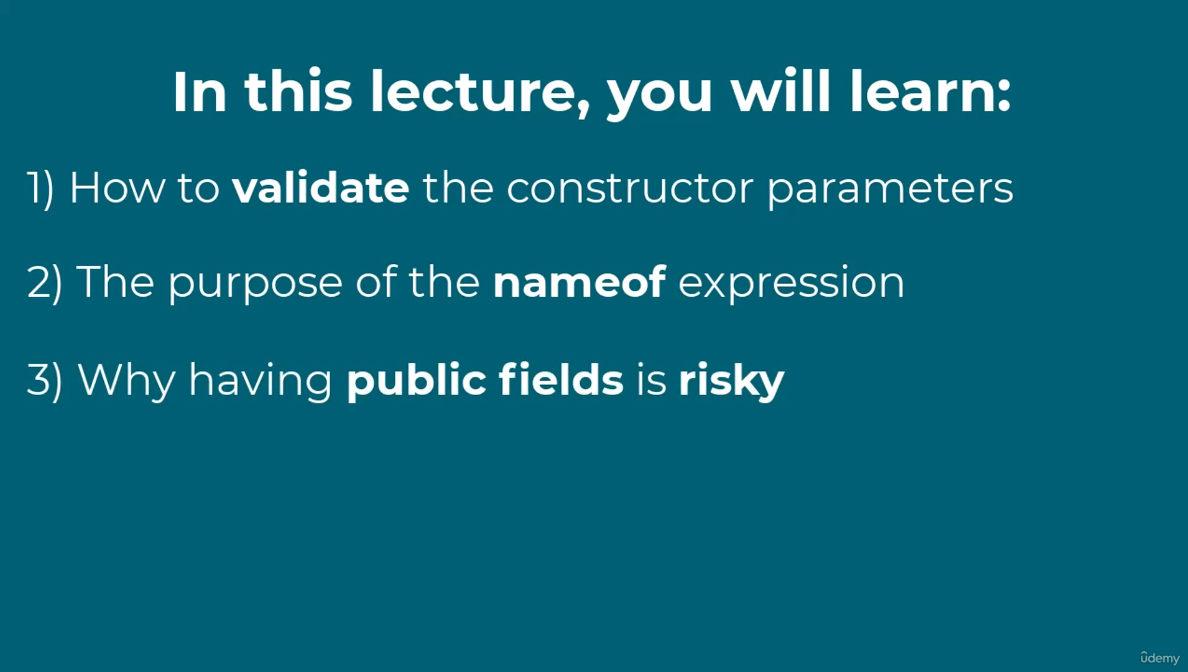 In this lecture, you will learn:
1) How to validate the constructor parameters
2) The purpose of the nameof expression
3) Why having public fields is risky
ûdemy